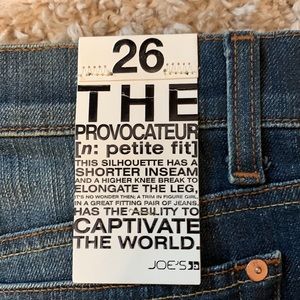 26
THE
PROVOCATEUR
[n: petite fit]
THIS SILHOUETTE HAS A
SHORTER INSEAM
AND A HIGHER KNEE BREAK TO
ELONGATE THE LEG,
IT'S NO WONDER THEN; A TRIM IN FIGURE GIRL,
IN A GREAT FITTING PAIR OF JEANS,
HAS THE ABILITY TO
CAPTIVATE
THE WORLD.
JOE'S